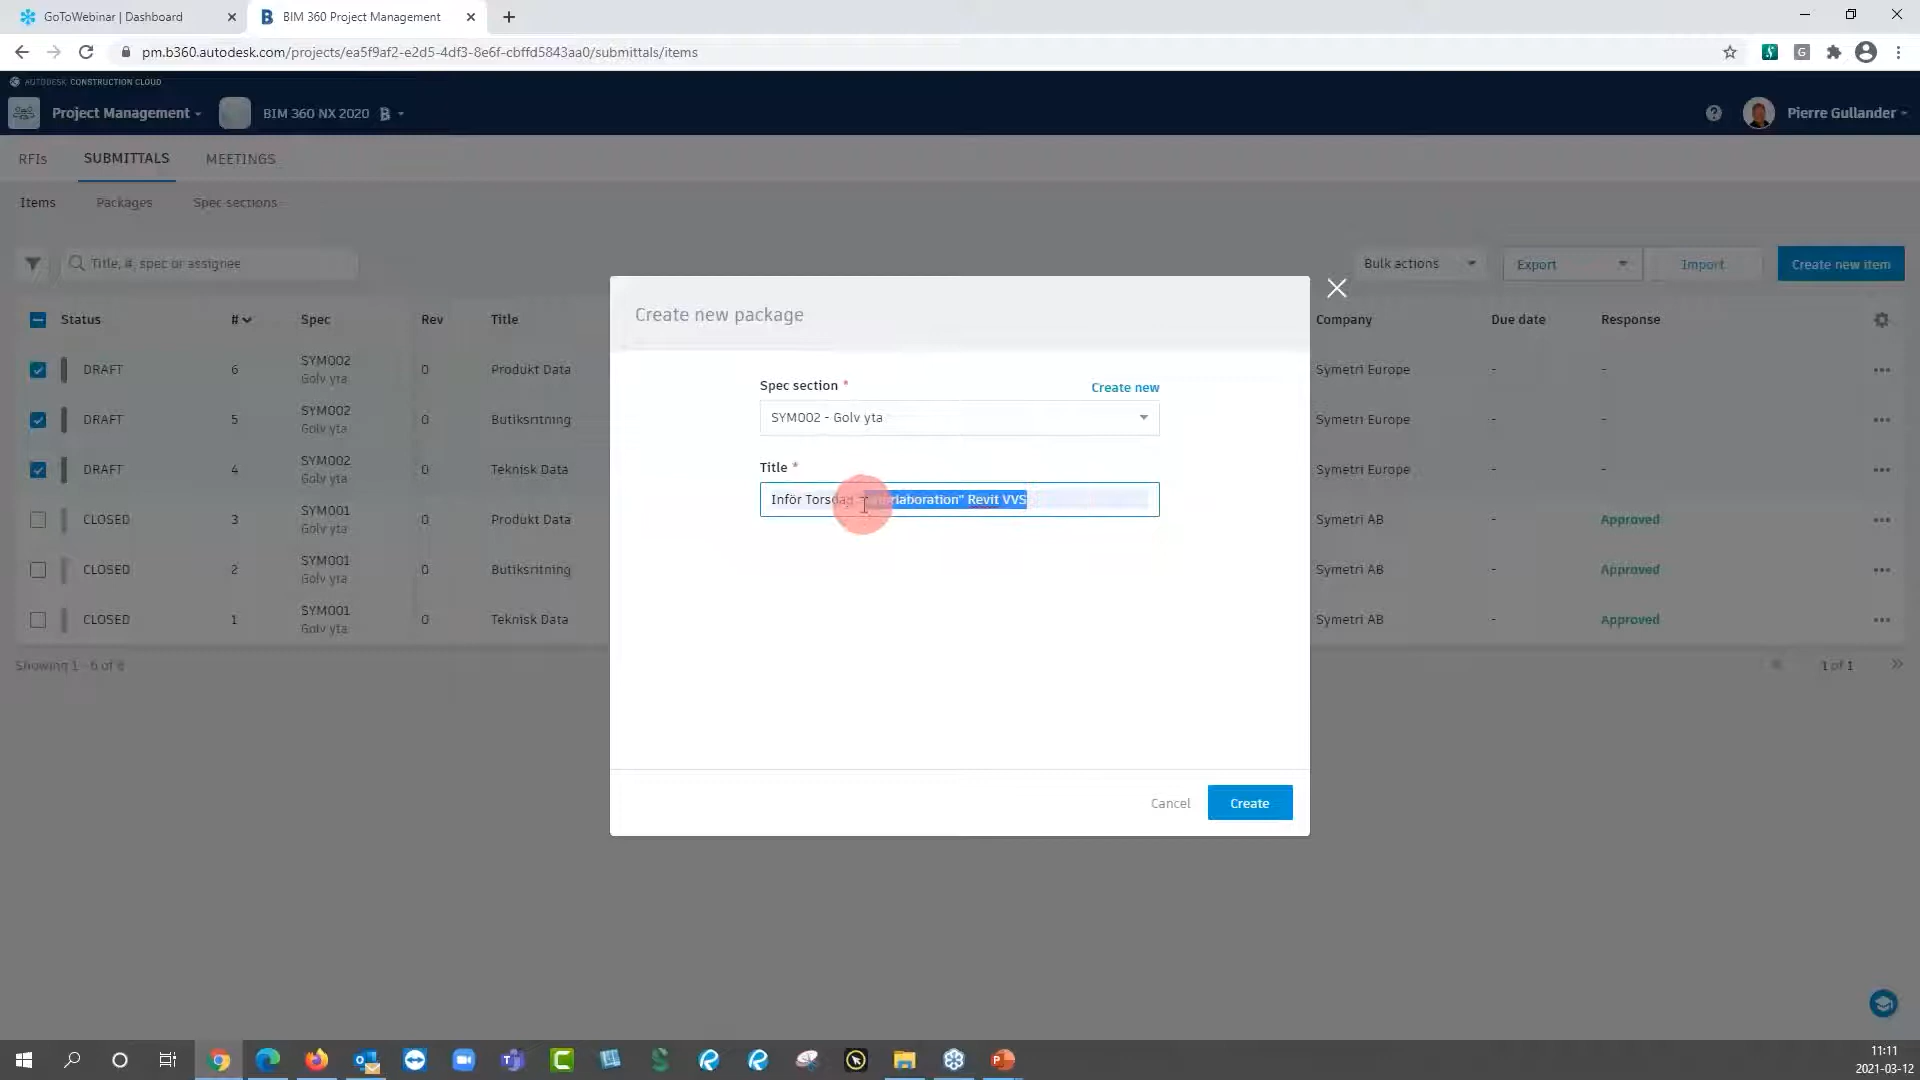 GoToWebinar | Dashboard
BIM 360 Project Management
pm.b360.autodesk.com/projects/ea5f9af2-e2d5-4df3-8e6f-cbffd5843aa0/submittals/items
AUTODESK CONSTRUCTION CLOUD
Project Management
BIM 360 NX 2020
Pierre Gullander
RFIs SUBMITTALS MEETINGS
Items Packages Spec sections
Title, #, spec or assignee
Bulk actions Export Import Create new item
Status # Spec Rev Title Company Due date Response
DRAFT 6 SYM002 0 Produkt Data Symetri Europe - -
Golv yta
DRAFT 5 SYM002 0 Butiksritning Symetri Europe - -
Golv yta
DRAFT 4 SYM002 0 Teknisk Data Symetri Europe - -
Golv yta
CLOSED 3 SYM001 0 Produkt Data Symetri AB - Approved
Golv yta
CLOSED 2 SYM001 0 Butiksritning Symetri AB - Approved
Golv yta
CLOSED 1 SYM001 0 Teknisk Data Symetri AB - Approved
Golv yta
Showing 1 - 6 of 6
1 of 1
Create new package
Spec section *
Create new
SYM002 - Golv yta
Title *
Inför Torsdag Revit VVS
Cancel Create
11:11
2021-03-12